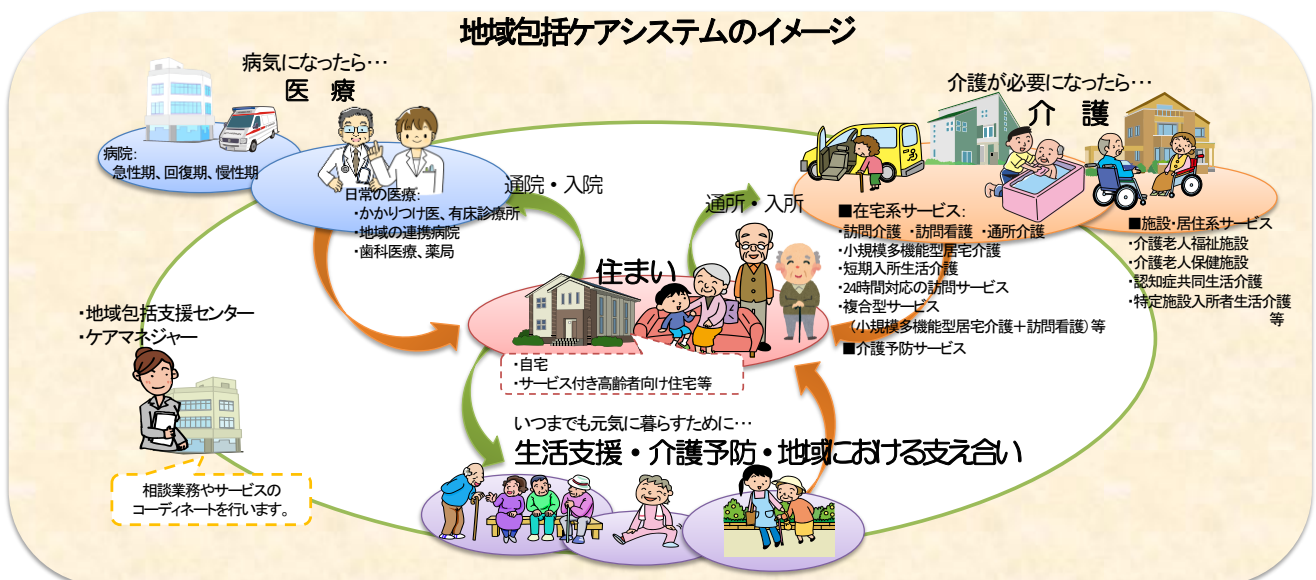 地域包括ケアシステムのイメージ
病気になったら…
医 療
病院:
急性期、回復期、慢性期
日常の医療:
・かかりつけ医、有床診療所
・地域の連携病院
・歯科医療、薬局
通院・入院
通所・入所
介護が必要になったら…
介 護
■在宅系サービス:
・訪問介護 ・訪問看護 ・通所介護
・小規模多機能型居宅介護
・短期入所生活介護
・24時間対応の訪問サービス
・複合型サービス
(小規模多機能型居宅介護+訪問看護)等
■介護予防サービス
■施設・居住系サービス
・介護老人福祉施設
・介護老人保健施設
・認知症共同生活介護
・特定施設入所者生活介護
等
住まい
・自宅
・サービス付き高齢者向け住宅等
・地域包括支援センター
・ケアマネジャー
相談業務やサービスの
コーディネートを行います。
いつまでも元気に暮らすために…
生活支援・介護予防・地域における支え合い